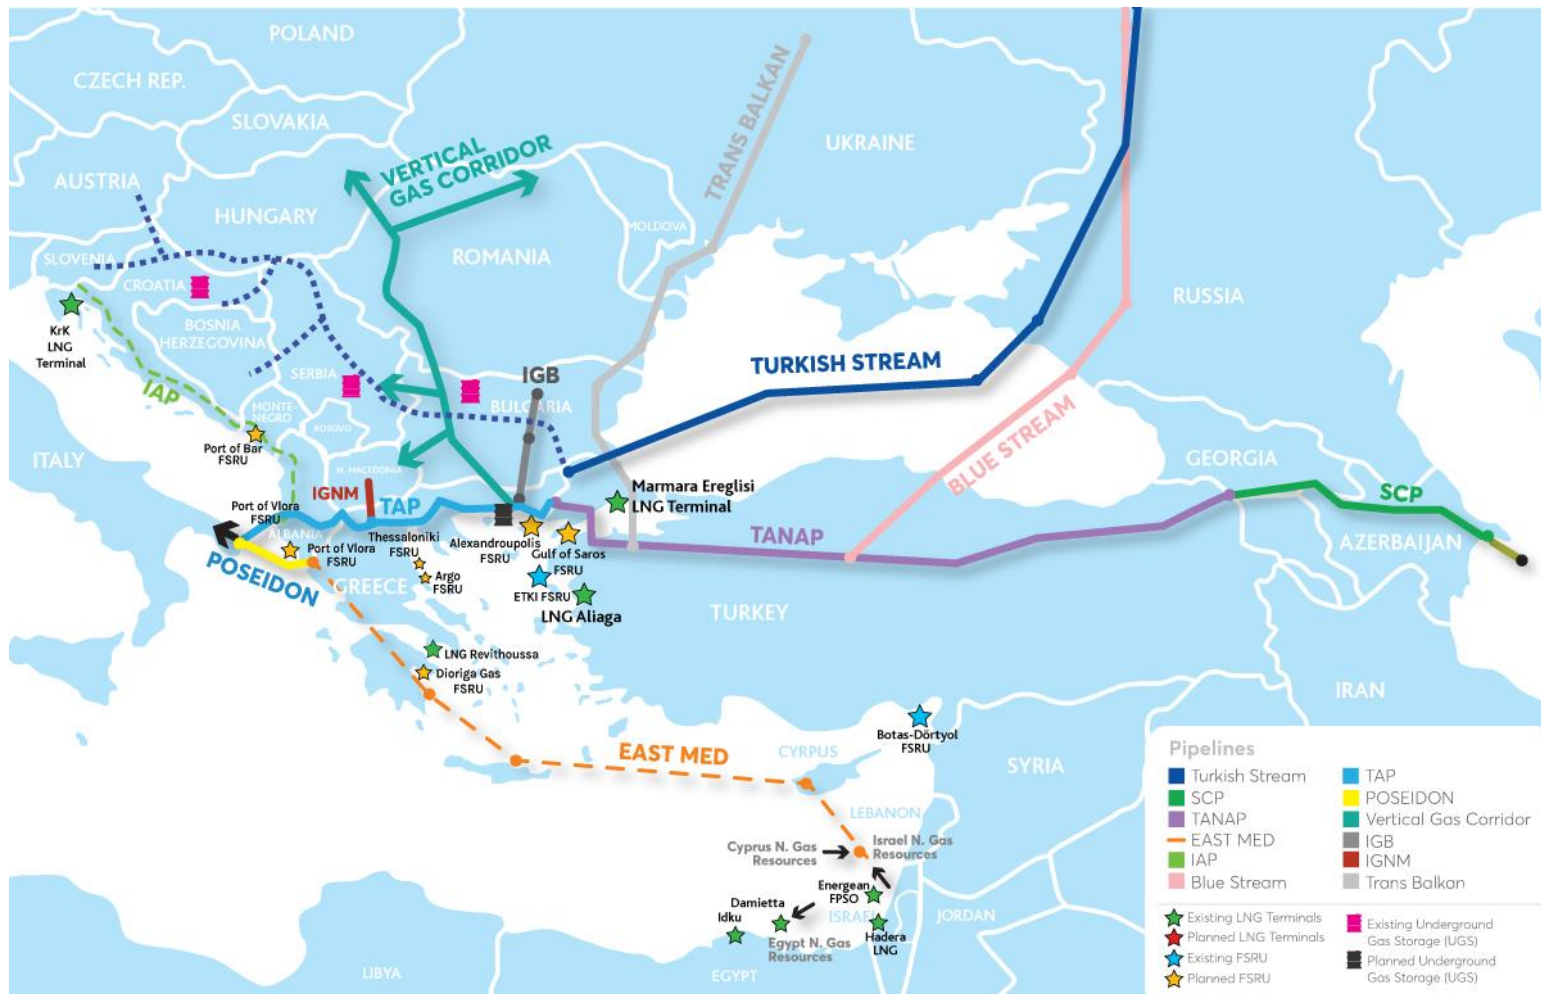 POLAND
CZECH REP.
SLOVAKIA
UKRAINE
TRANS BALKAN
VERTICAL
GAS CORRIDOR
AUSTRIA
HUNGARY
MOLDOVA
ROMANIA
SLOVENIA
CROATIA
RUSSIA
KrK
LNG
Terminal
BOSNIA
HERZEGOVINA
TURKISH STREAM
IAP
SERBIA
IGB
BULGARIA
MONTE-
NEGRO
KOSOVO
BLUE STREAM
ITALY
Port of Bar
FSRU
N. MACEDONIA
GEORGIA
IGNM
TAP
Marmara Ereglisi
LNG Terminal
SCP
Port of Vlora
FSRU
ALBANIA
Port of Vlora
FSRU
Thessaloniki
FSRU
Alexandroupolis
FSRU
Gulf of Saros
FSRU
TANAP
AZERBAIJAN
POSEIDON
GREECE
Argo
FSRU
ETKI FSRU
LNG Aliaga
TURKEY
LNG Revithoussa
Dioriga Gas
FSRU
IRAN
Botas-Dörtyol
FSRU
EAST MED
CYRPUS
SYRIA
LEBANON
Cyprus N. Gas
Resources
Israel N. Gas
Resources
Energean
FPSO
Damietta
Idku
ISRAEL
JORDAN
Hadera
LNG
Egypt N. Gas
Resources
LIBYA
EGYPT
Pipelines
Turkish Stream
SCP
TANAP
EAST MED
IAP
Blue Stream
TAP
POSEIDON
Vertical Gas Corridor
IGB
IGNM
Trans Balkan
Existing LNG Terminals
Planned LNG Terminals
Existing FSRU
Planned FSRU
Existing Underground
Gas Storage (UGS)
Planned Underground
Gas Storage (UGS)